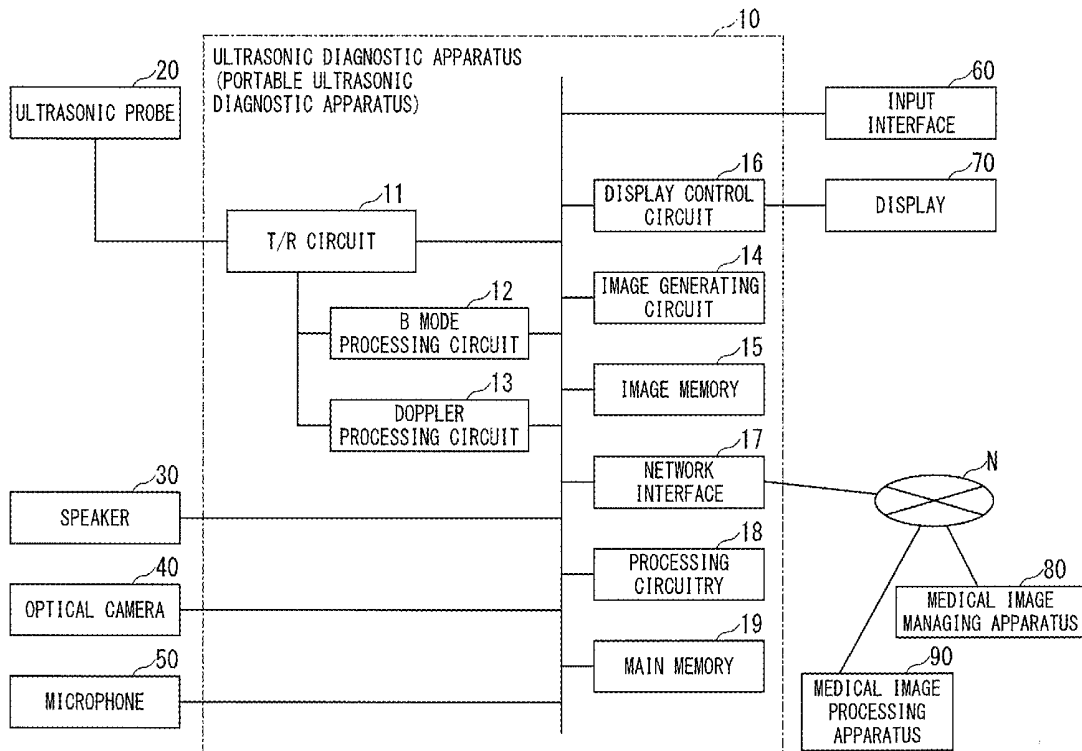 10
ULTRASONIC DIAGNOSTIC APPARATUS
(PORTABLE ULTRASONIC
DIAGNOSTIC APPARATUS)
20
ULTRASONIC PROBE
60
INPUT
INTERFACE
16
DISPLAY CONTROL
CIRCUIT
70
DISPLAY
11
T/R CIRCUIT
14
IMAGE GENERATING
CIRCUIT
12
B MODE
PROCESSING CIRCUIT
15
IMAGE MEMORY
13
DOPPLER
PROCESSING CIRCUIT
17
NETWORK
INTERFACE
N
30
SPEAKER
18
PROCESSING
CIRCUITRY
40
OPTICAL CAMERA
80
MEDICAL IMAGE
MANAGING APPARATUS
19
MAIN MEMORY
50
MICROPHONE
90
MEDICAL IMAGE
PROCESSING
APPARATUS